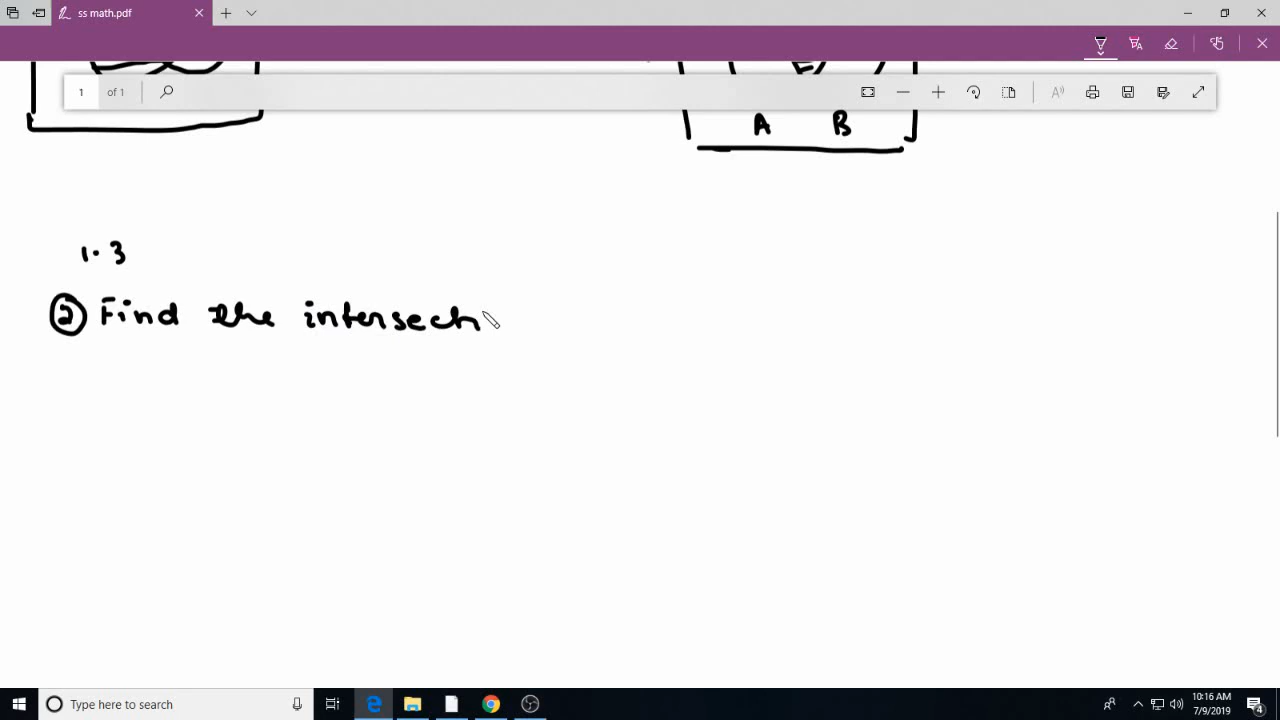 ss math.pdf
1 of 1
A B
1.3
② Find the intersecti
Type here to search
10:16 AM
7/9/2019
4